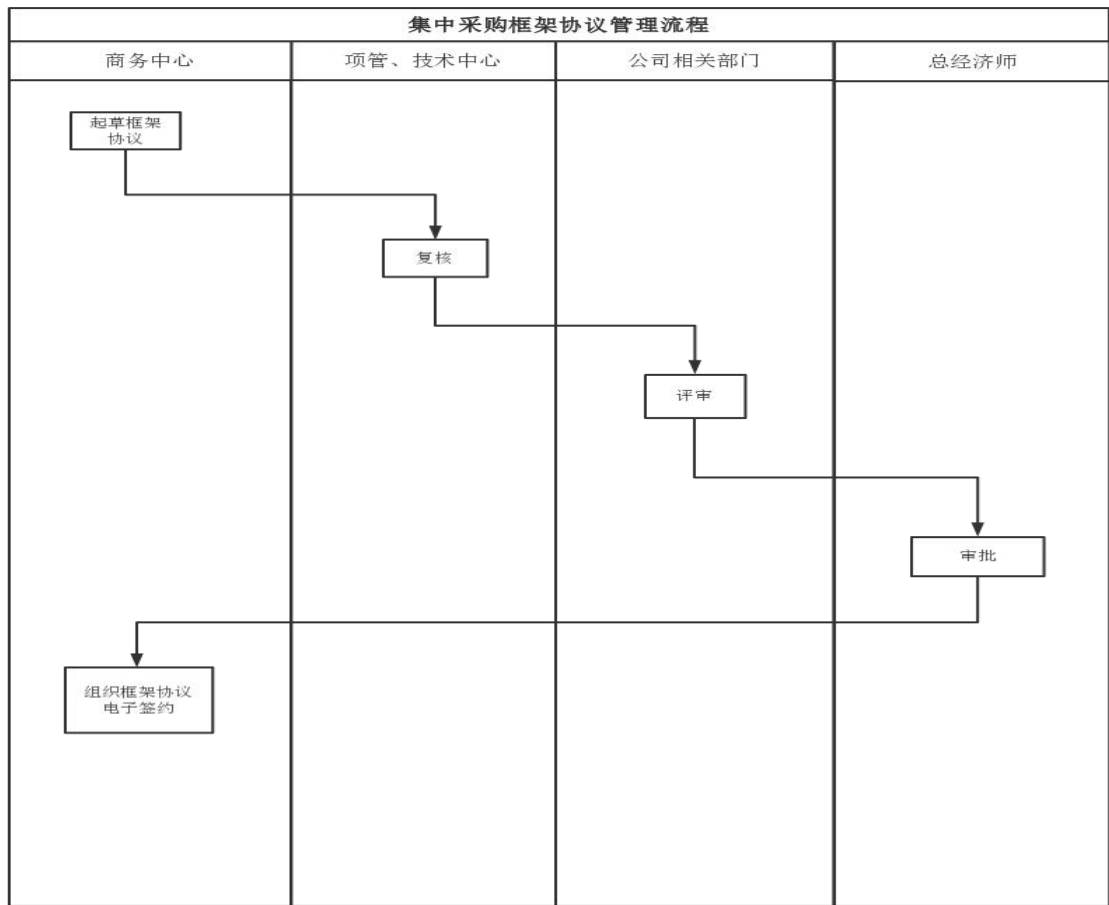 集中采购框架协议管理流程
商务中心
项管、技术中心
公司相关部门
总经济师
起草框架
协议
复核
评审
审批
组织框架协议
电子签约